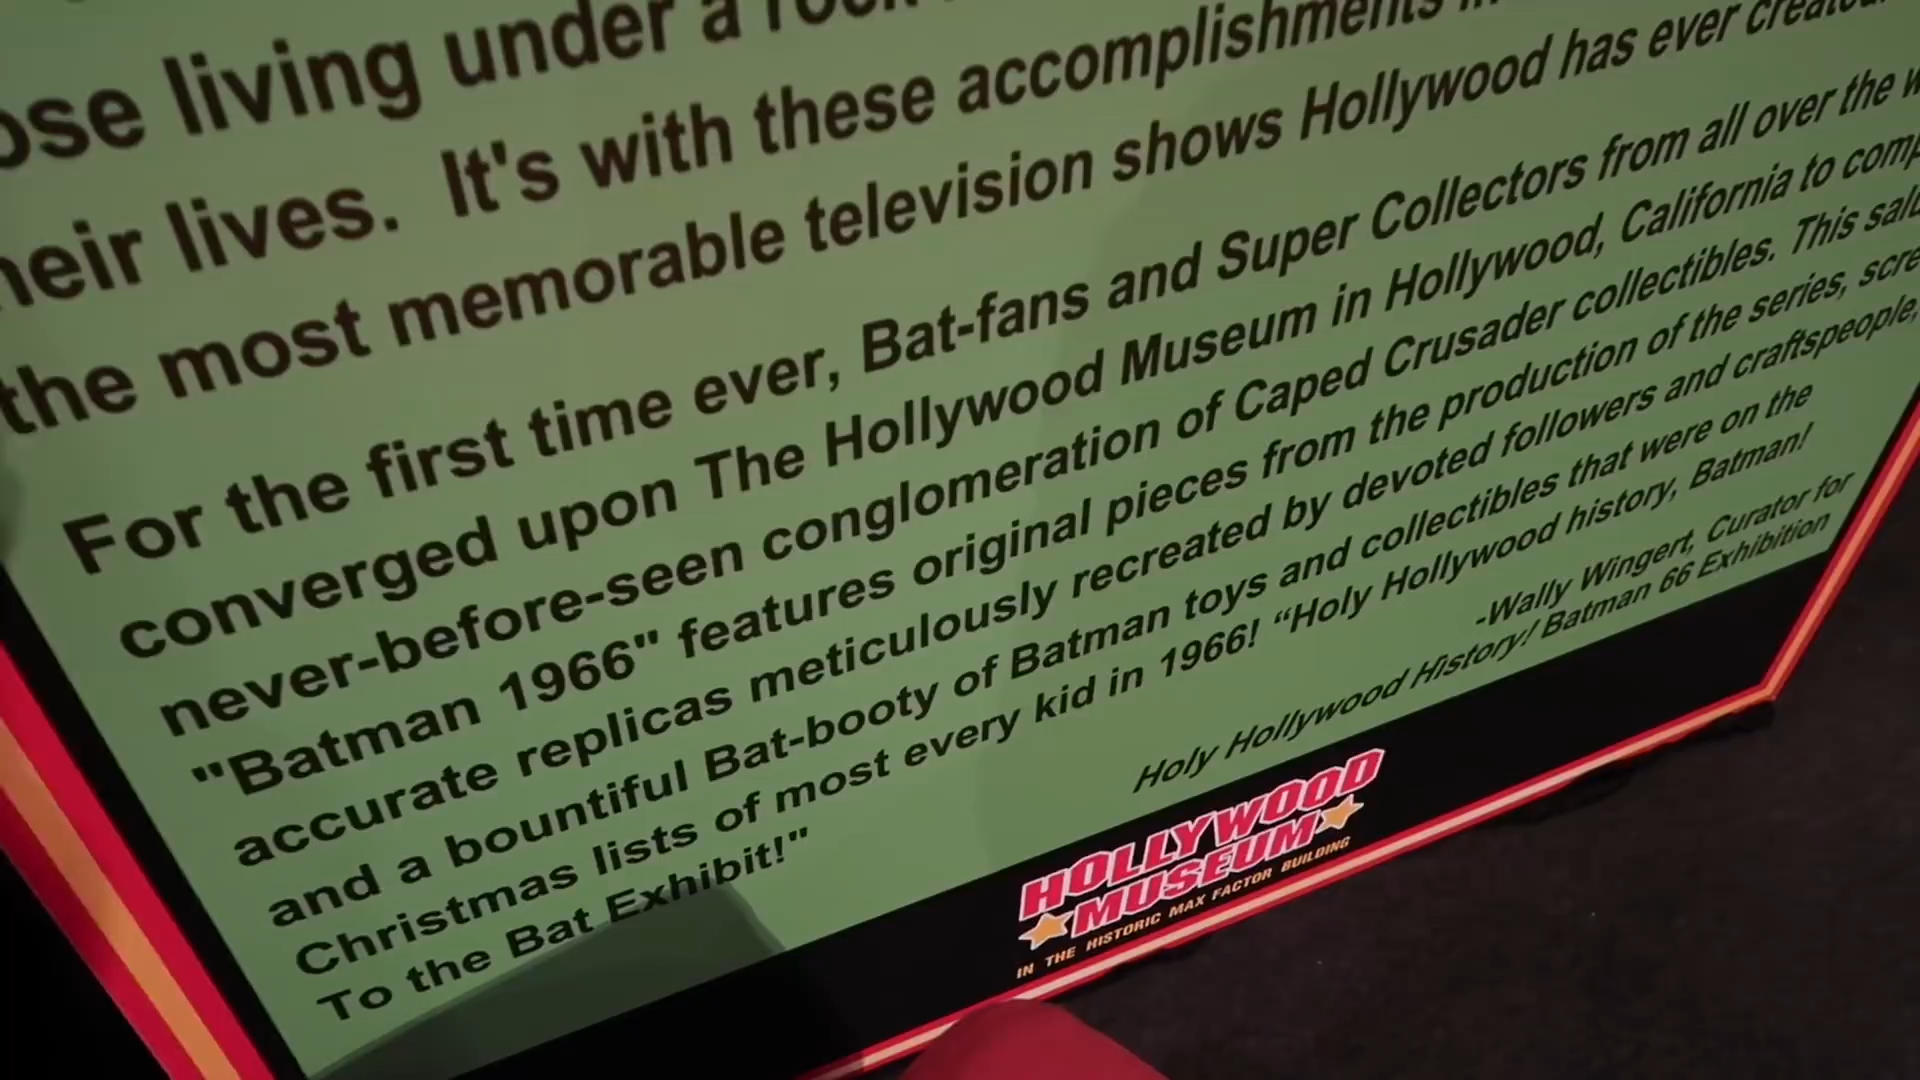 living under a
lives. It's with these accomplishments
the most memorable television shows Hollywood has ever
For the first time ever, Bat-fans and Super Collectors from all over the
converged upon The Hollywood Museum in Hollywood, California to
never-before-seen conglomeration of Caped Crusader collectibles. This
"Batman 1966" features original pieces from the production of the series,
accurate replicas meticulously recreated by devoted followers and craftspeople,
and a bountiful Bat-booty of Batman toys and collectibles that were on the
Christmas lists of most every kid in 1966! “Holy Hollywood history, Batman!
To the Bat Exhibit!"
-Wally Wingert, Curator for
Holy Hollywood History! Batman 66 Exhibition
HOLLYWOOD
MUSEUM
IN THE HISTORIC MAX FACTOR BUILDING